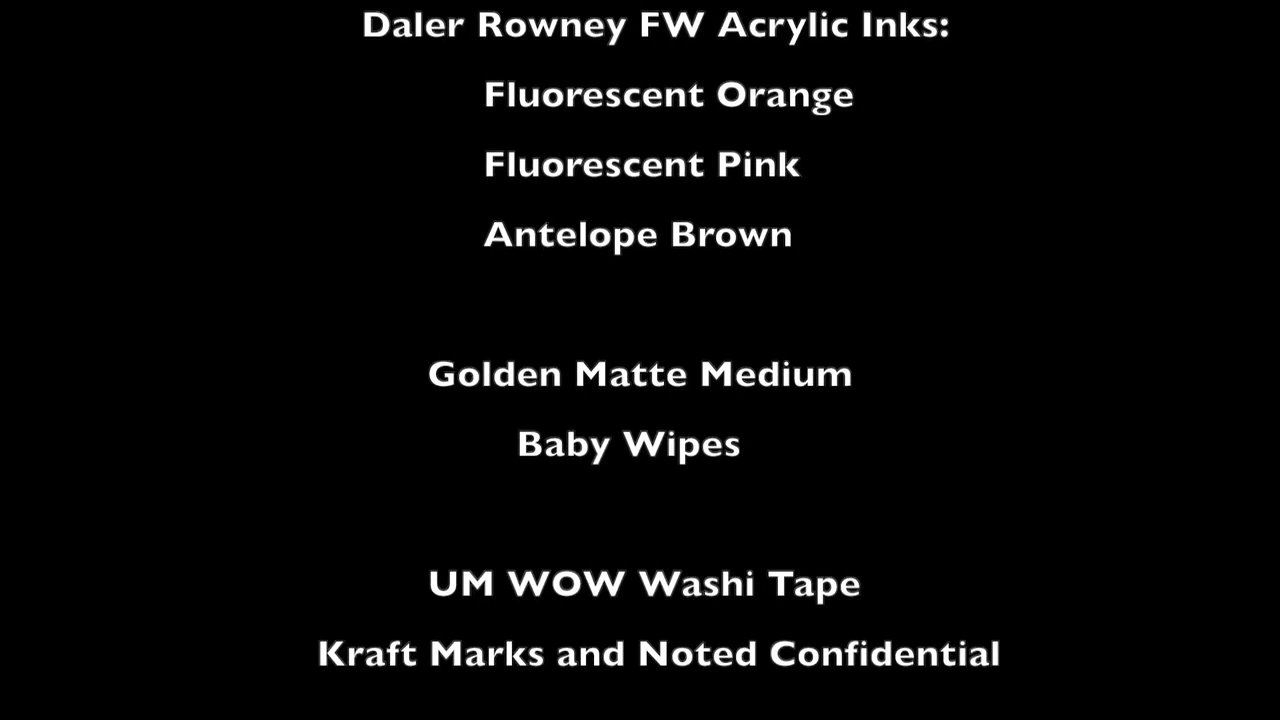 Daler Rowney FW Acrylic Inks:
Fluorescent Orange
Fluorescent Pink
Antelope Brown
Golden Matte Medium
Baby Wipes
UM WOW Washi Tape
Kraft Marks and Noted Confidential